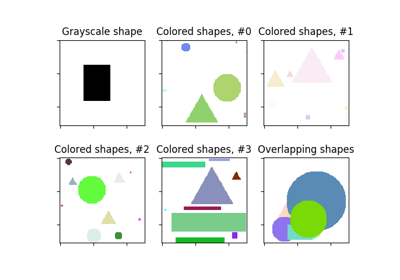 Grayscale shape
Colored shapes, #0
Colored shapes, #1
Colored shapes, #2
Colored shapes, #3
Overlapping shapes